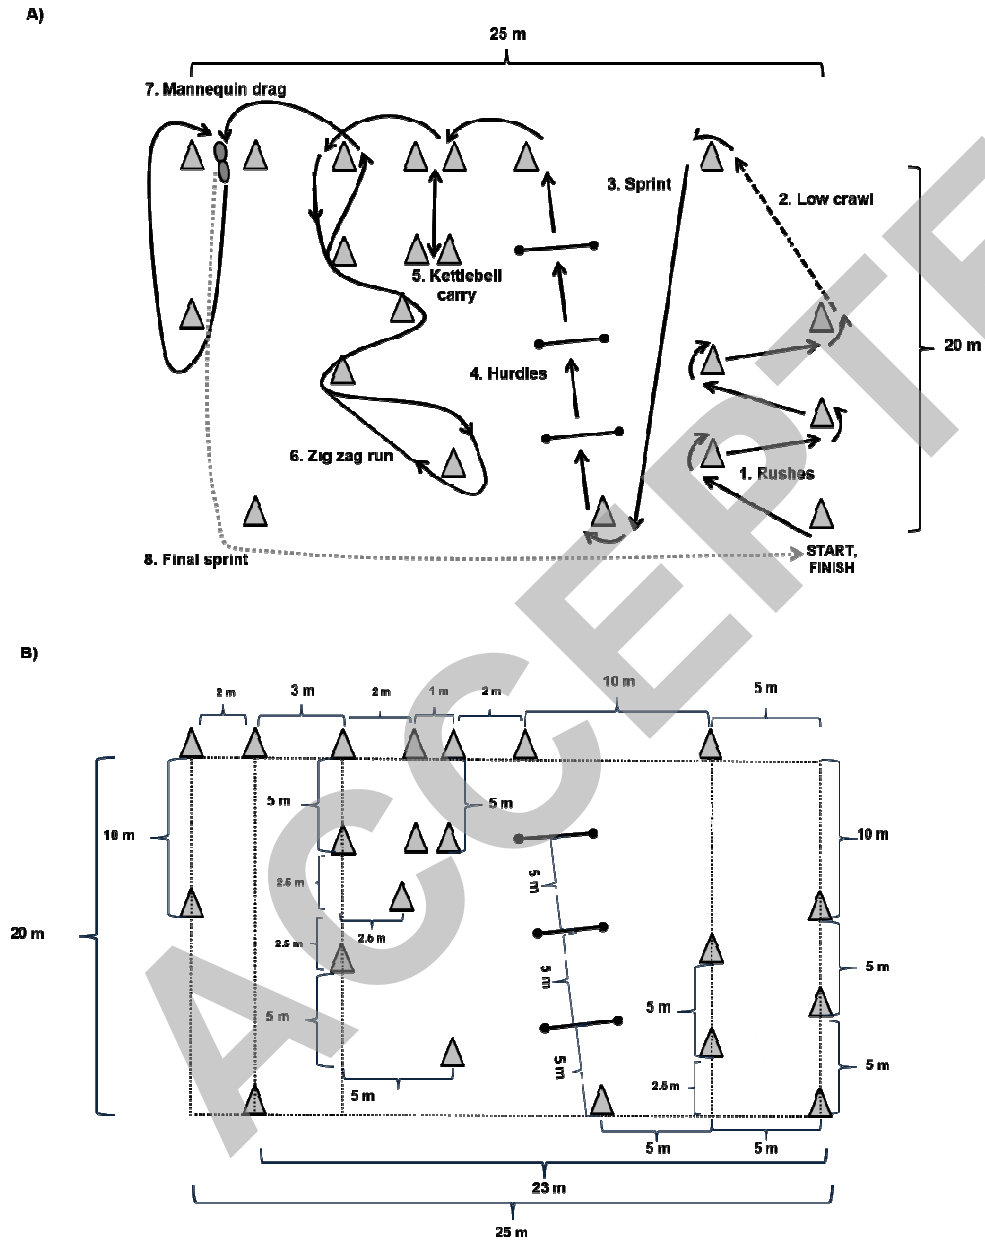 A)
25 m
7. Mannequin drag
3. Sprint
2. Low crawl
5. Kettlebell
carry
20 m
4. Hurdles
6. Zig zag run
1. Rushes
8. Final sprint
START,
FINISH
B)
2 m
3 m
2 m
1 m
2 m
10 m
5 m
5 m
5 m
10 m
10 m
5 m
2.5 m
20 m
2.5 m
2.5 m
5 m
5 m
5 m
5 m
5 m
5 m
2.5 m
5 m
5 m
5 m
23 m
25 m
ACCEPTE